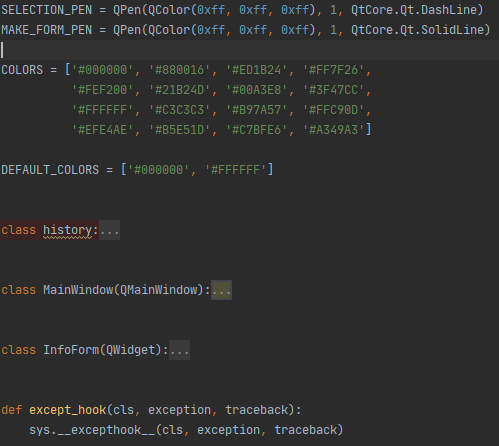 SELECTION_PEN = QPen(QColor(0xff, 0xff, 0xff), 1, QtCore.Qt.DashLine)
MAKE_FORM_PEN = QPen(QColor(0xff, 0xff, 0xff), 1, QtCore.Qt.SolidLine)
COLORS = ['#000000', '#880016', '#ED1B24', '#FF7F26',
'#FEF200', '#21B24D', '#00A3E8', '#3F47CC',
'#FFFFFF', '#C3C3C3', '#B97A57', '#FFC90D',
'#EFE4AE', '#B5E51D', '#C7BFE6', '#A349A3']
DEFAULT_COLORS = ['#000000', '#FFFFFF']
class history:...
class MainWindow(QMainWindow):...
class InfoForm(QWidget):...
def except_hook(cls, exception, traceback):
sys.__excepthook__(cls, exception, traceback)